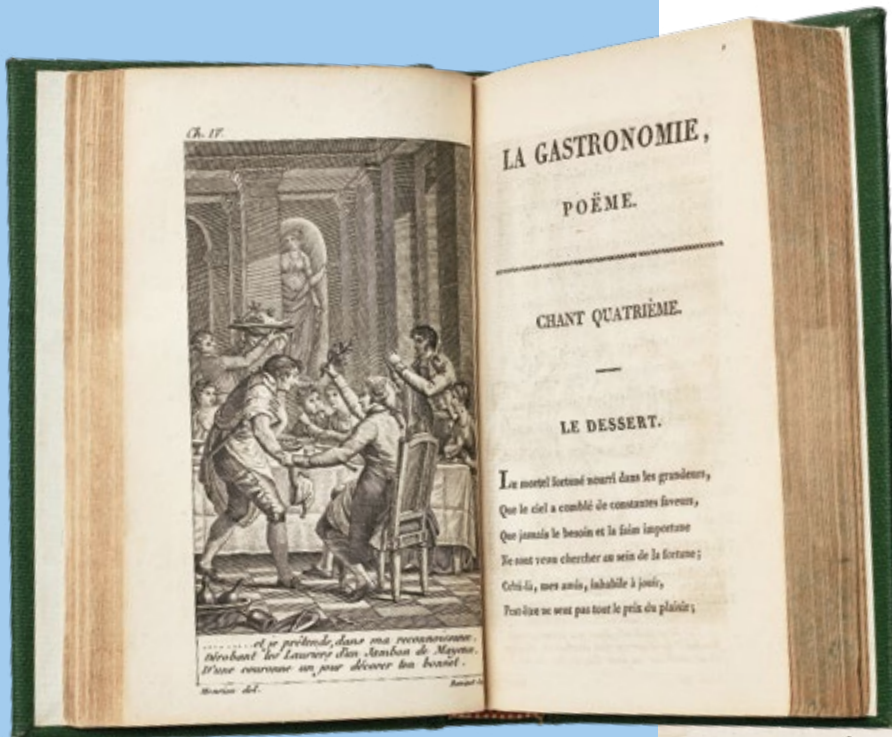 Ch. IV.
........et je prétends, dans ma reconnoissance,
Dérobant les Lauriers d'un Jambon de Mayence,
D'une couronne un jour décorer ton bonnet.
Monsiau del.
LA GASTRONOMIE,
POËME.
CHANT QUATRIÈME.
LE DESSERT.
LE mortel fortuné nourri dans les grandeurs,
Que le ciel a comblé de constantes faveurs,
Que jamais le besoin et la faim importune
Ne sont venu chercher au sein de la fortune ;
Celui-là, mes amis, inhabile à jouir,
Peut-être ne sent pas tout le prix du plaisir ;